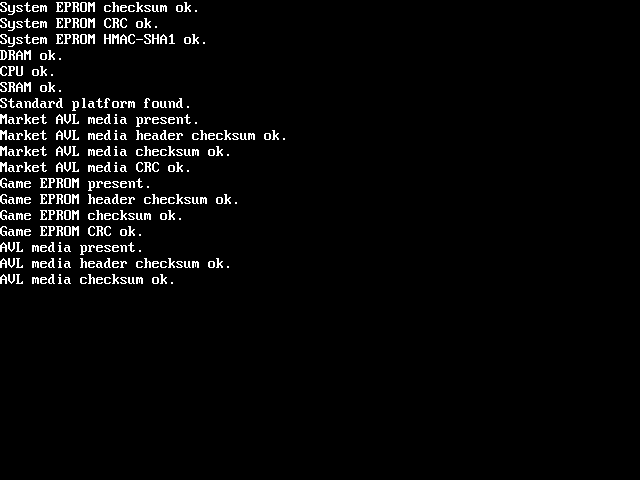 System EPROM checksum ok.
System EPROM CRC ok.
System EPROM HMAC-SHA1 ok.
DRAM ok.
CPU ok.
SRAM ok.
Standard platform found.
Market AVL media present.
Market AVL media header checksum ok.
Market AVL media checksum ok.
Market AVL media CRC ok.
Game EPROM present.
Game EPROM header checksum ok.
Game EPROM checksum ok.
Game EPROM CRC ok.
AVL media present.
AVL media header checksum ok.
AVL media checksum ok.